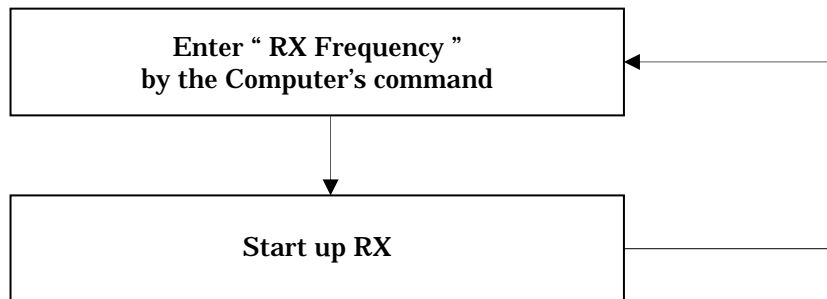 Enter “ RX Frequency ”
by the Computer’s command
Start up RX